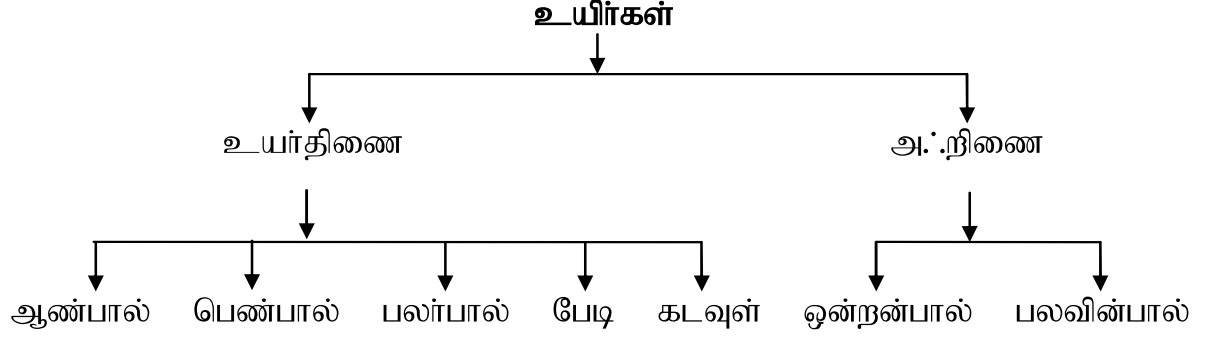 உயிர்கள்
உயர்திணை அஃறிணை
ஆண்பால் பெண்பால் பலர்பால் பேடி கடவுள் ஒன்றன்பால் பலவின்பால்